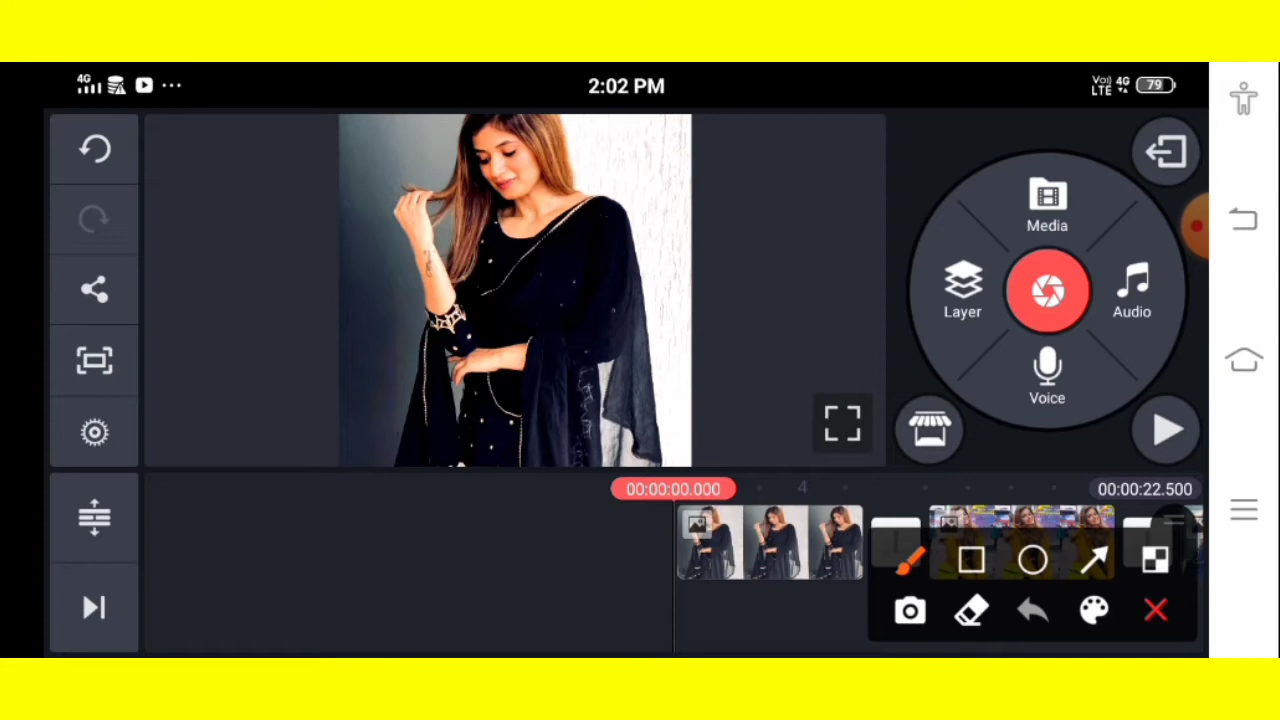 4G
2:02 PM
Vo)) 4G
LTE
79
Media
Layer
Audio
Voice
00:00:00.000
4
00:00:22.500